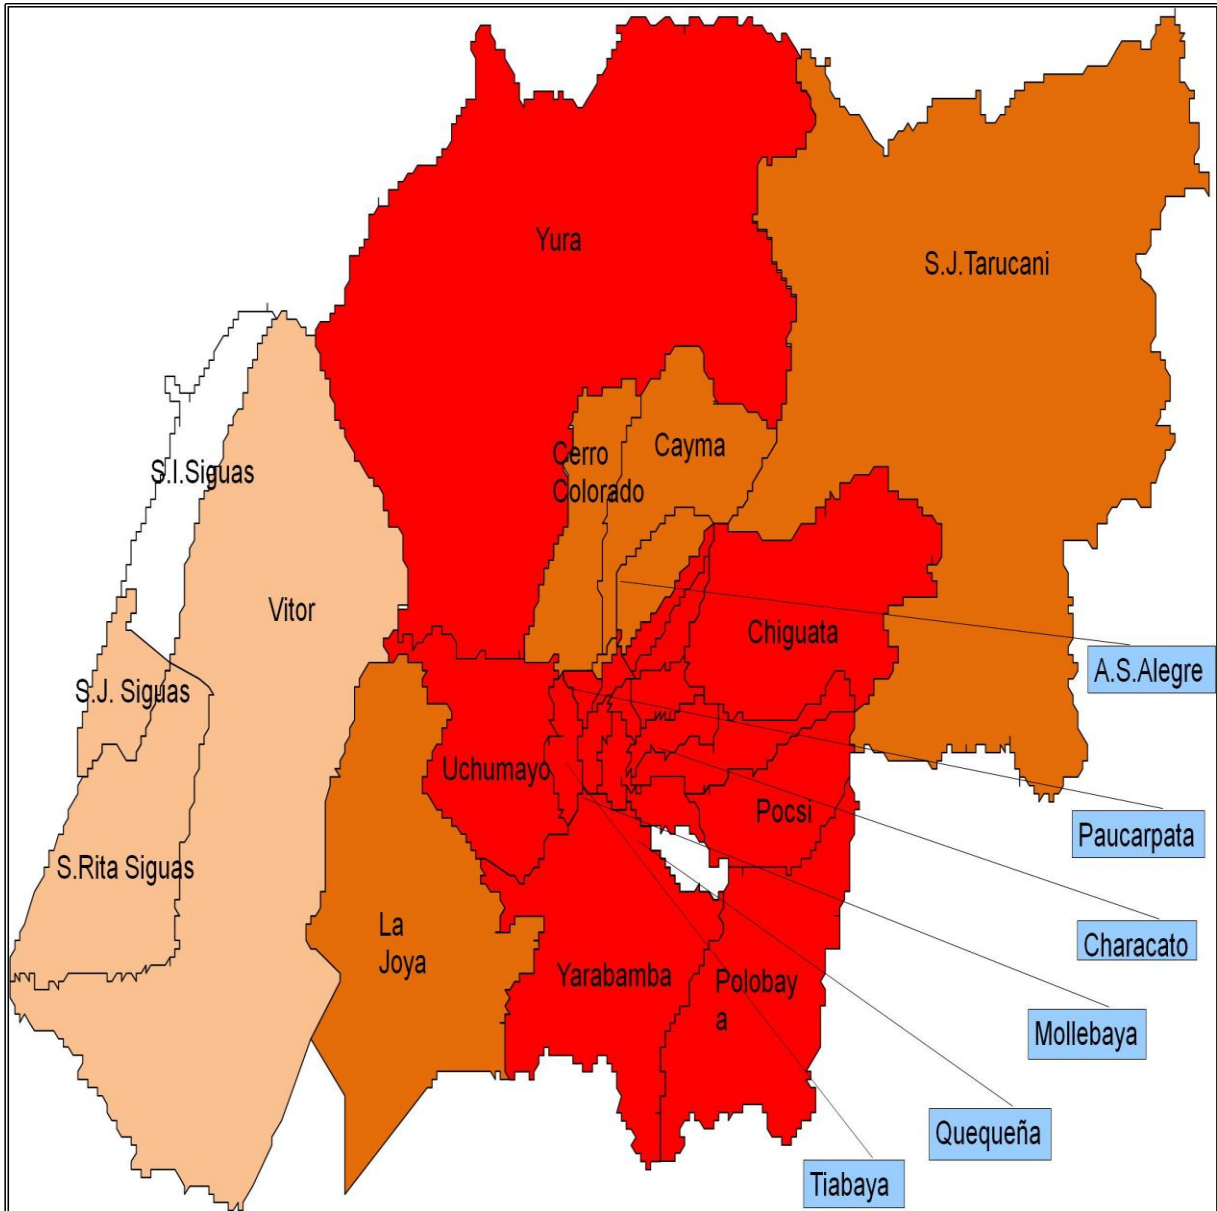 Yura
S.J.Tarucani
Cerro
Colorado
Cayma
S.I.Siguas
Vitor
Chiguata
A.S.Alegre
S.J. Siguas
Uchumayo
Pocsi
Paucarpata
S.Rita Siguas
La
Joya
Characato
Yarabamba
Polobay
a
Mollebaya
Quequeña
Tiabaya